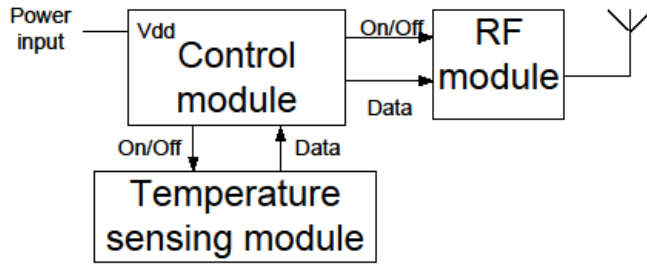 Power
input
Vdd
Control
module
On/Off
Data
RF
module
On/Off
Data
Temperature
sensing module